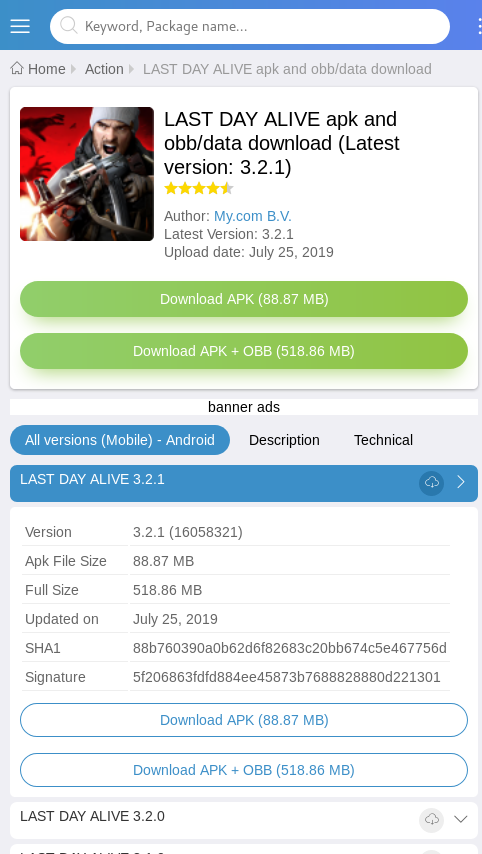 Keyword, Package name...
Home Action LAST DAY ALIVE apk and obb/data download
LAST DAY ALIVE apk and
obb/data download (Latest
version: 3.2.1)
Author: My.com B.V.
Latest Version: 3.2.1
Upload date: July 25, 2019
Download APK (88.87 MB)
Download APK + OBB (518.86 MB)
banner ads
All versions (Mobile) - Android Description Technical
LAST DAY ALIVE 3.2.1
Version 3.2.1 (16058321)
Apk File Size 88.87 MB
Full Size 518.86 MB
Updated on July 25, 2019
SHA1 88b760390a0b62d6f82683c20bb674c5e467756d
Signature 5f206863fdfd884ee45873b7688828880d221301
Download APK (88.87 MB)
Download APK + OBB (518.86 MB)
LAST DAY ALIVE 3.2.0